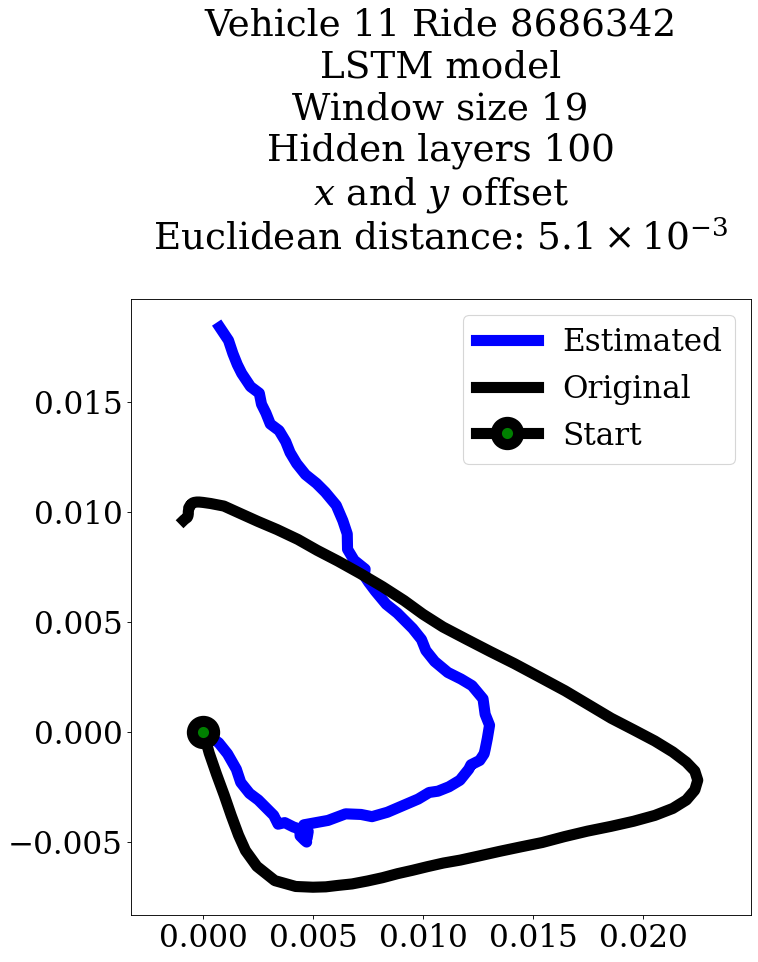 Vehicle 11 Ride 8686342
LSTM model
Window size 19
Hidden layers 100
x and y offset
Euclidean distance: 5.1 × 10⁻³
Estimated
Original
Start
0.015
0.010
0.005
0.000
−0.005
0.000 0.005 0.010 0.015 0.020